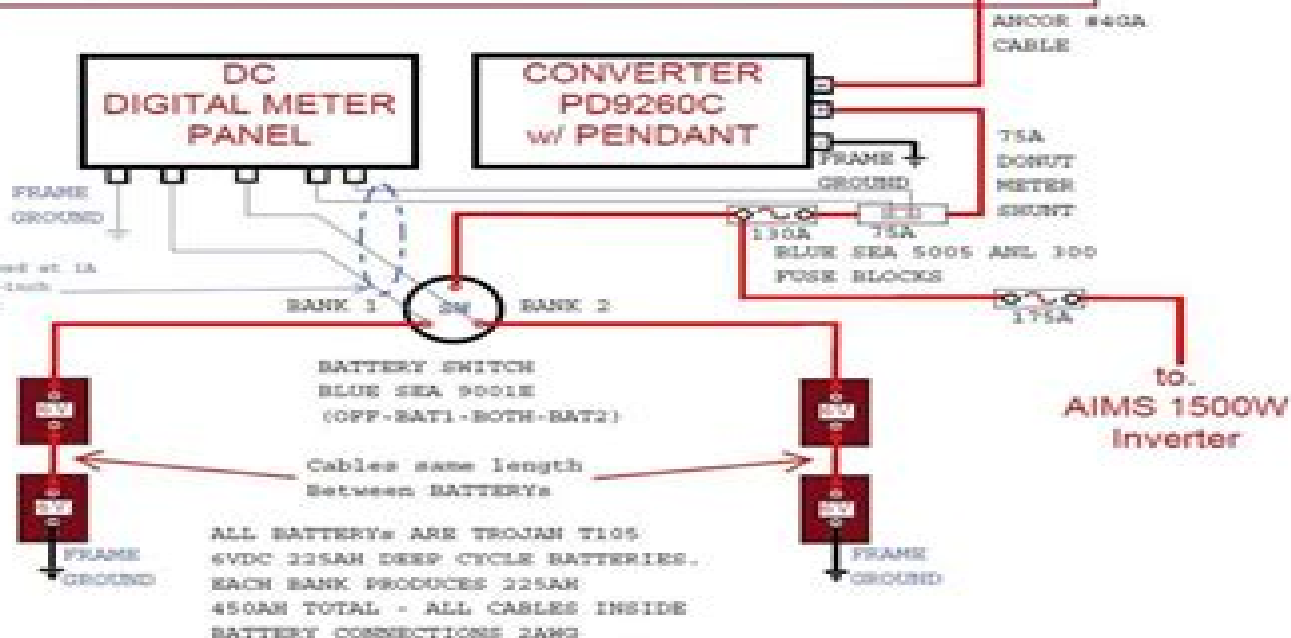 ANCOR #4GA
CABLE
DC
DIGITAL METER
PANEL
CONVERTER
PD9260C
w/ PENDANT
FRAME
GROUND
FRAME
GROUND
75A
DONUT
METER
SHUNT
130A
75A
BLUE SEA 5005 ANL 300
FUSE BLOCKS
at 1A
BANK 1
SW
BANK 2
175A
BATTERY SWITCH
BLUE SEA 9001E
(OFF-BAT1-BOTH-BAT2)
to.
AIMS 1500W
Inverter
6V
6V
Cables same length
Between BATTERYs
6V
6V
ALL BATTERYs ARE TROJAN T105
6VDC 225AH DEEP CYCLE BATTERIES.
EACH BANK PRODUCES 225AH
450AH TOTAL - ALL CABLES INSIDE
BATTERY CONNECTIONS 2AWG
FRAME
GROUND
FRAME
GROUND